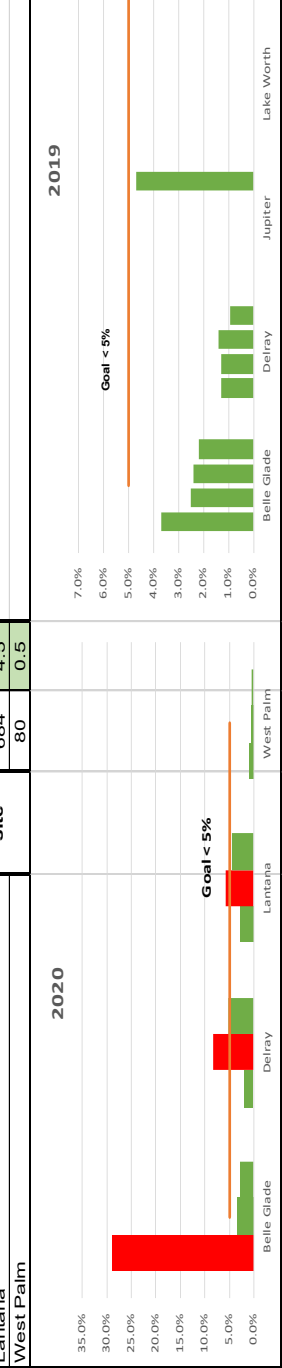 Lantana
West Palm
Site
684
80
4.5
0.5
2020
35.0%
30.0%
25.0%
20.0%
15.0%
10.0%
5.0%
0.0%
Goal < 5%
Belle Glade
Delray
Lantana
West Palm
2019
7.0%
6.0%
5.0%
4.0%
3.0%
2.0%
1.0%
0.0%
Goal < 5%
Belle Glade
Delray
Jupiter
Lake Worth